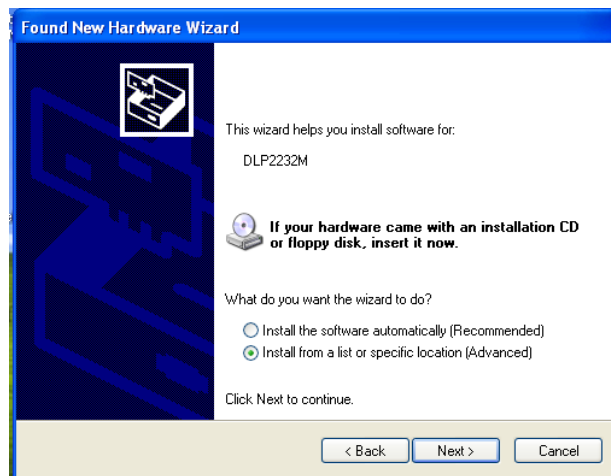 Found New Hardware Wizard
This wizard helps you install software for:
DLP2232M
If your hardware came with an installation CD
or floppy disk, insert it now.
What do you want the wizard to do?
Install the software automatically (Recommended)
Install from a list or specific location (Advanced)
Click Next to continue.
< Back
Next >
Cancel